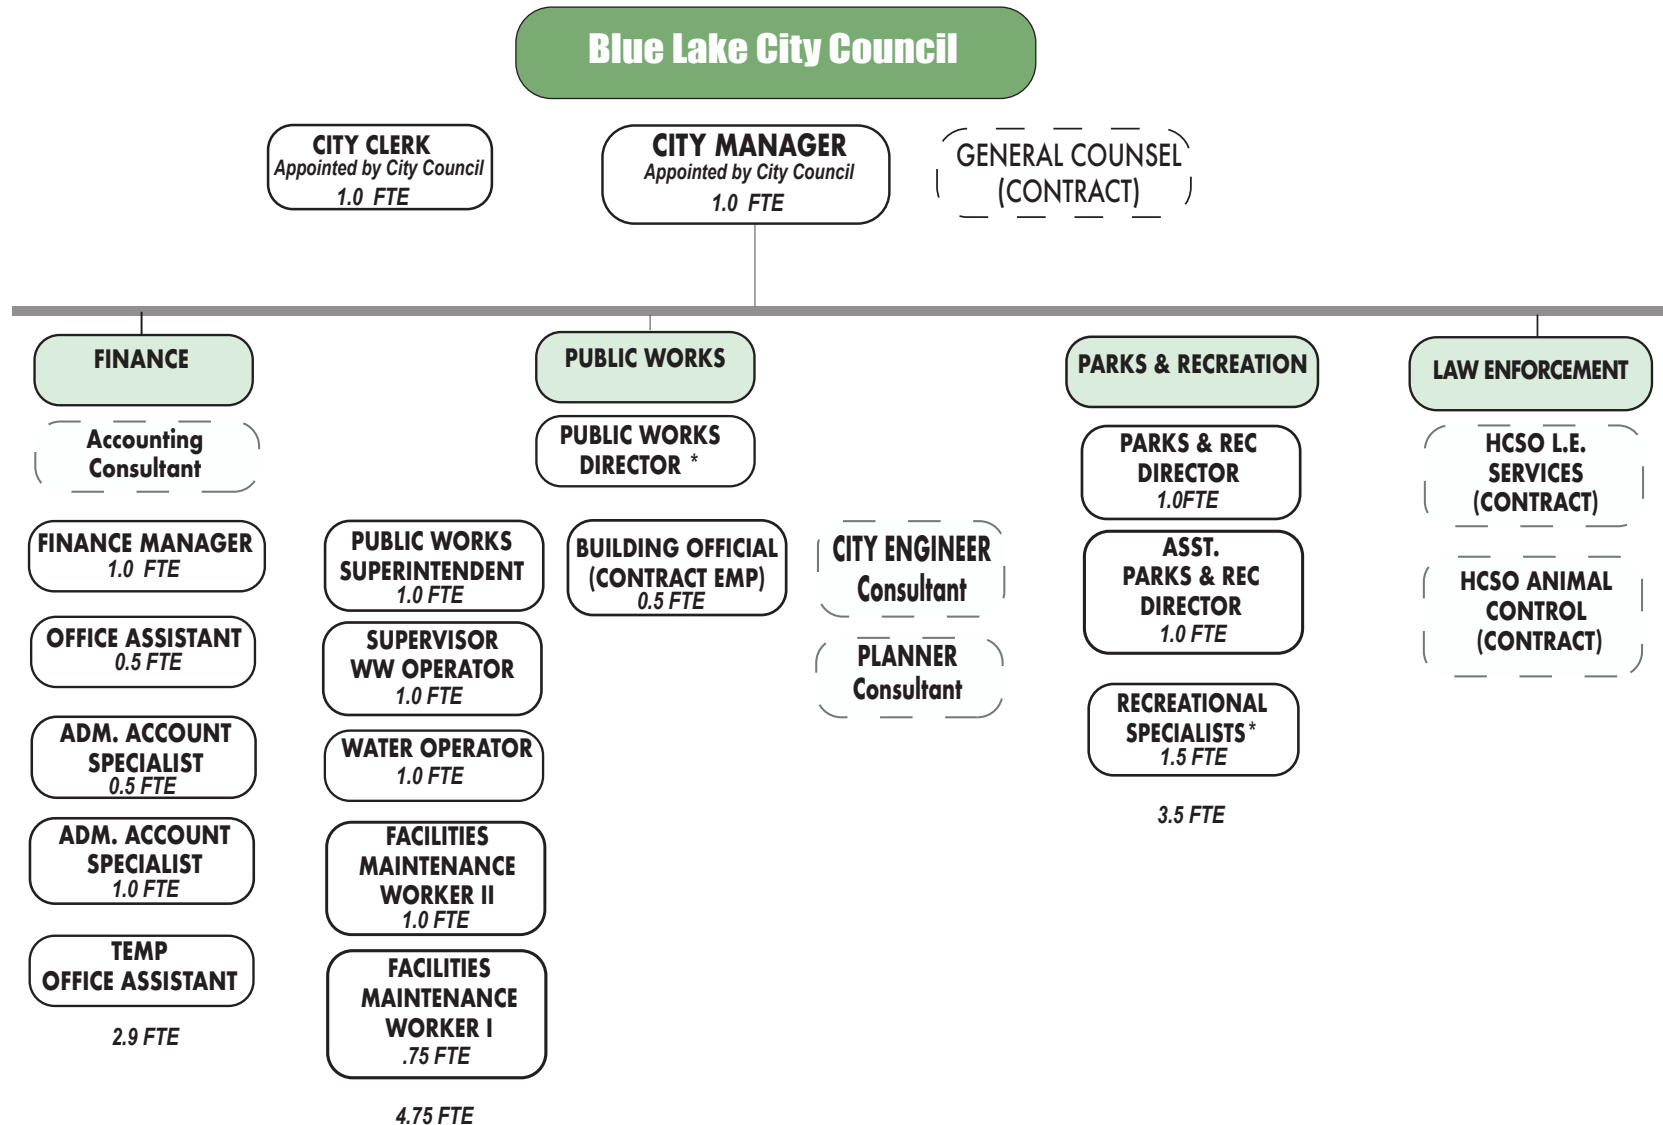 Blue Lake City Council
CITY CLERK
Appointed by City Council
1.0 FTE
CITY MANAGER
Appointed by City Council
1.0 FTE
GENERAL COUNSEL
(CONTRACT)
FINANCE
Accounting
Consultant
FINANCE MANAGER
1.0 FTE
OFFICE ASSISTANT
0.5 FTE
ADM. ACCOUNT
SPECIALIST
0.5 FTE
ADM. ACCOUNT
SPECIALIST
1.0 FTE
TEMP
OFFICE ASSISTANT
2.9 FTE
PUBLIC WORKS
PUBLIC WORKS
DIRECTOR *
PUBLIC WORKS
SUPERINTENDENT
1.0 FTE
SUPERVISOR
WW OPERATOR
1.0 FTE
WATER OPERATOR
1.0 FTE
FACILITIES
MAINTENANCE
WORKER II
1.0 FTE
FACILITIES
MAINTENANCE
WORKER I
.75 FTE
4.75 FTE
BUILDING OFFICIAL
(CONTRACT EMP)
0.5 FTE
CITY ENGINEER
Consultant
PLANNER
Consultant
PARKS & RECREATION
PARKS & REC
DIRECTOR
1.0FTE
ASST.
PARKS & REC
DIRECTOR
1.0 FTE
RECREATIONAL
SPECIALISTS *
1.5 FTE
3.5 FTE
LAW ENFORCEMENT
HCSO L.E.
SERVICES
(CONTRACT)
HCSO ANIMAL
CONTROL
(CONTRACT)